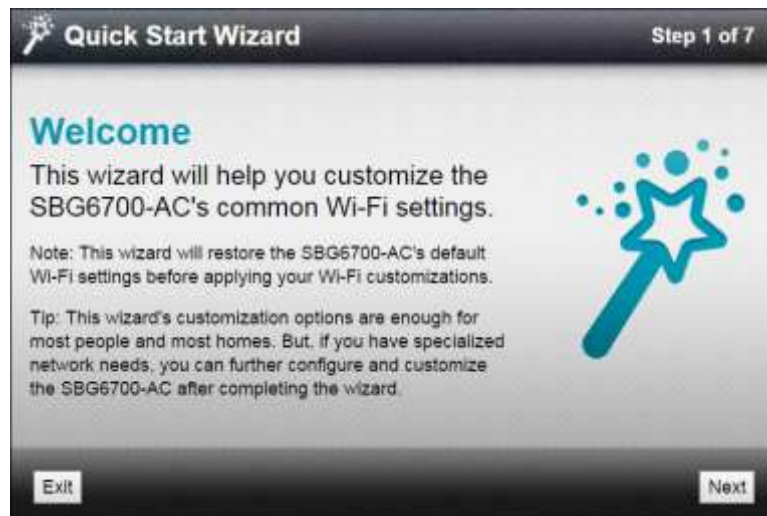 Quick Start Wizard
Step 1 of 7
Welcome
This wizard will help you customize the
SBG6700-AC's common Wi-Fi settings.
Note: This wizard will restore the SBG6700-AC's default
Wi-Fi settings before applying your Wi-Fi customizations.
Tip: This wizard's customization options are enough for
most people and most homes. But, if you have specialized
network needs, you can further configure and customize
the SBG6700-AC after completing the wizard.
Exit
Next